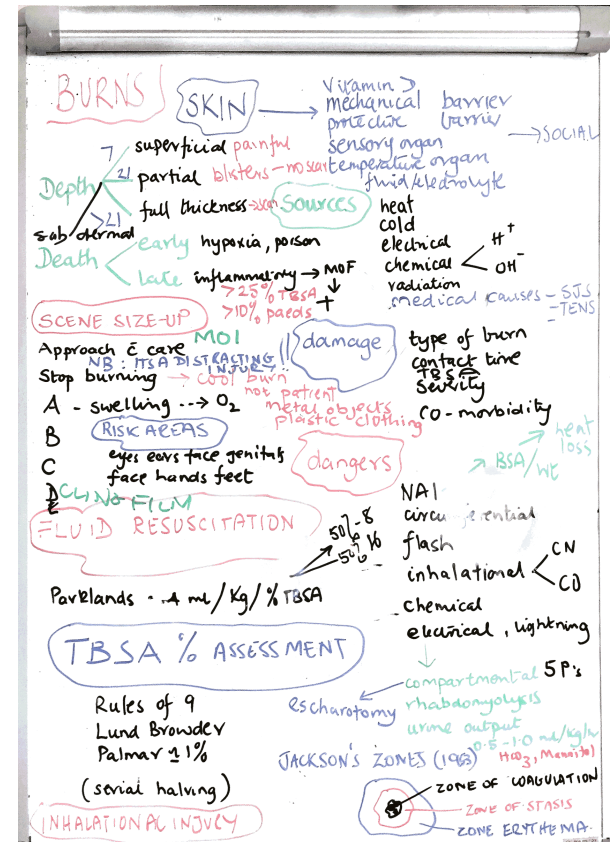 BURNS
SKIN → vitamin D
mechanical barrier
protective barrier
→ SOCIAL
sensory organ
temperature organ
fluid/electrolyte
Depth
7 superficial painful
21 partial blisters - no scar
>21 full thickness → scar
sub dermal
Death
early hypoxia, poison
late inflammatory → MOF
↓
+
>25% TBSA
>10% paeds
Sources
heat
cold
electrical
chemical < H+
OH-
radiation
medical causes - SJS
- TENS
SCENE SIZE-UP
MOI
Approach c̄ care
NB: ITS A DISTRACTING INJURY!!
Stop burning → cool burn
not patient
metal objects
plastic clothing
A - swelling --→ O2
B
C
D
E
CLING FILM
RISK AREAS
eyes ears face genitals
face hands feet
damage
type of burn
contact time
TBSA
Severity
CO-morbidity
dangers
↗ BSA/wt ↗ heat loss
NAI
circumferential
flash
inhalational < CN
CO
chemical
electrical, lightning
↓
compartmental 5P's
escharotomy
rhabdomyolysis
urine output
0.5-1.0 ml/kg/hr
HCO3, Mannitol
FLUID RESUSCITATION
Parklands - 4 ml/kg/% TBSA
50%-8
50% 16
TBSA % ASSESSMENT
Rules of 9
Lund Browder
Palmar ≃ 1%
(serial halving)
JACKSON'S ZONES (1953)
ZONE OF COAGULATION
ZONE OF STASIS
ZONE ERYTHEMA
INHALATIONAL INJURY